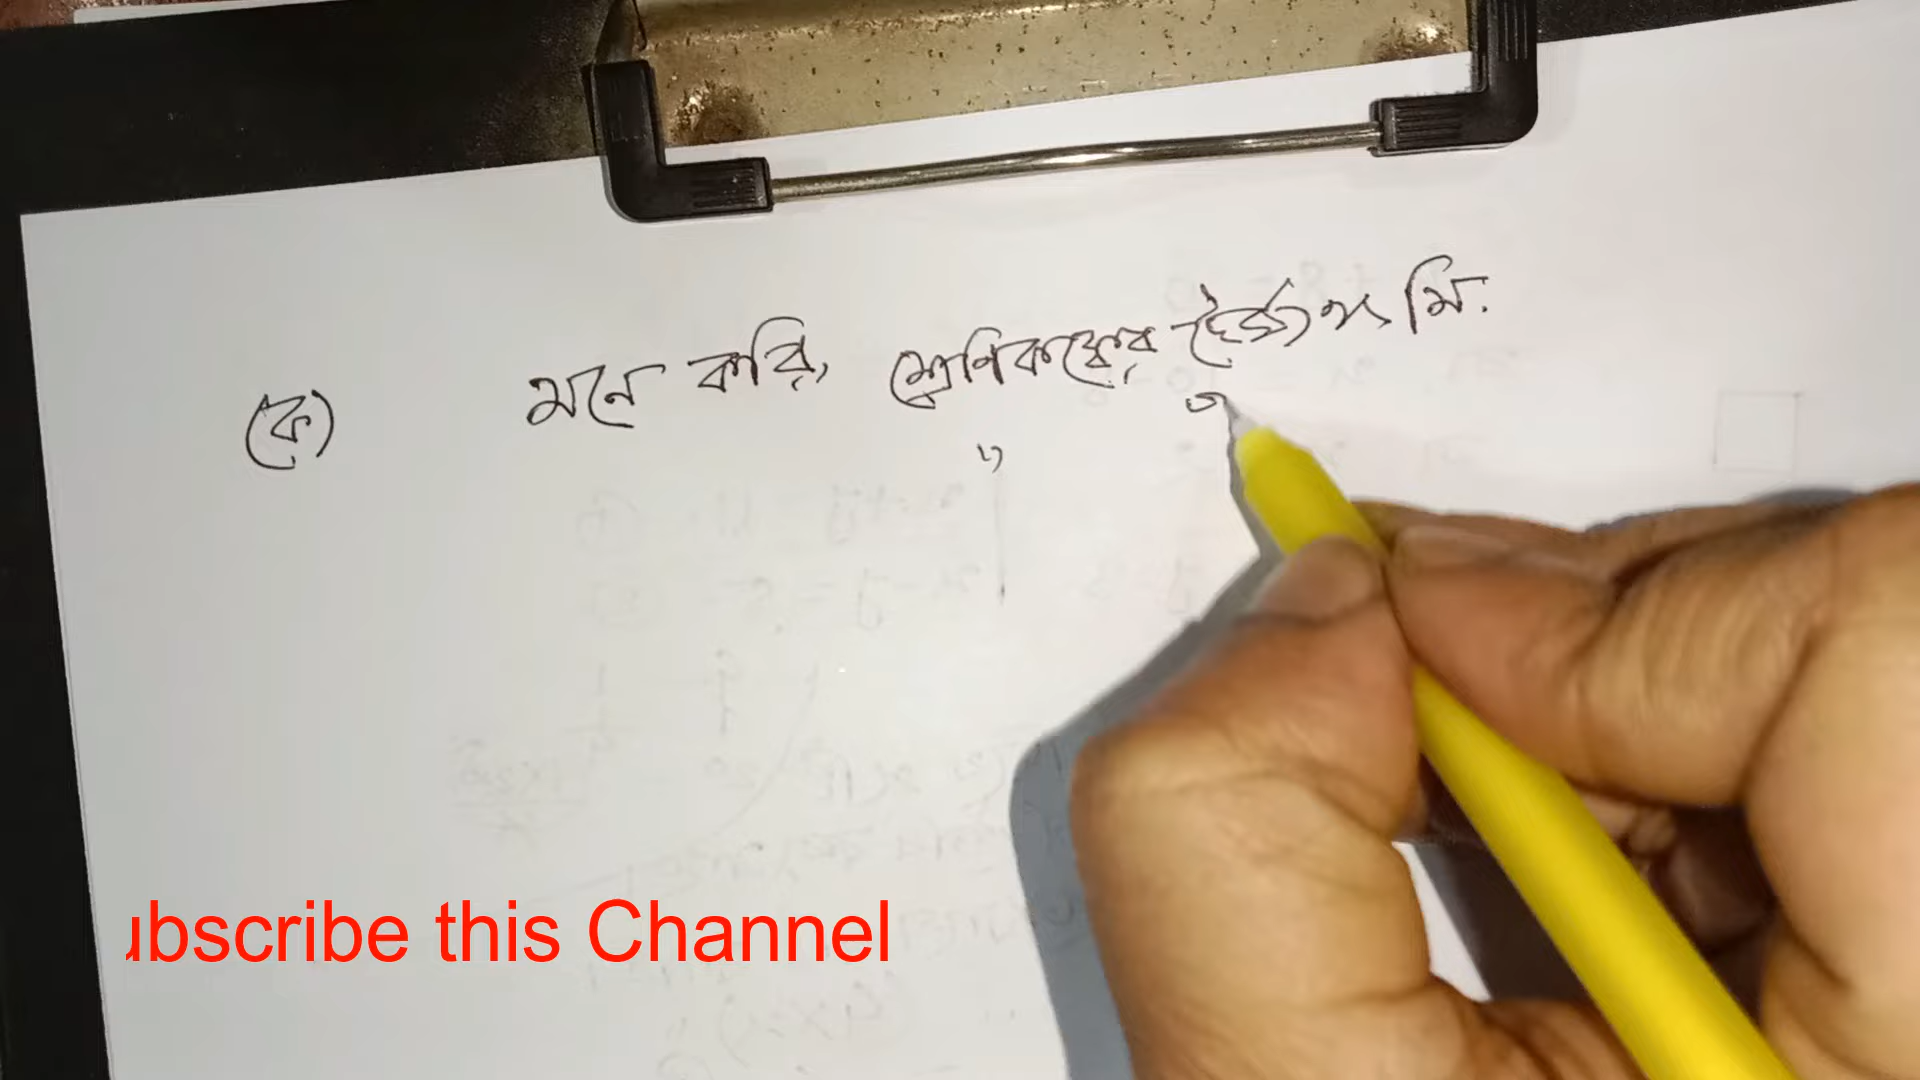 (ক) মনে করি, শ্রেণিকক্ষের দৈর্ঘ্য x মি.
"
ubscribe this Channel